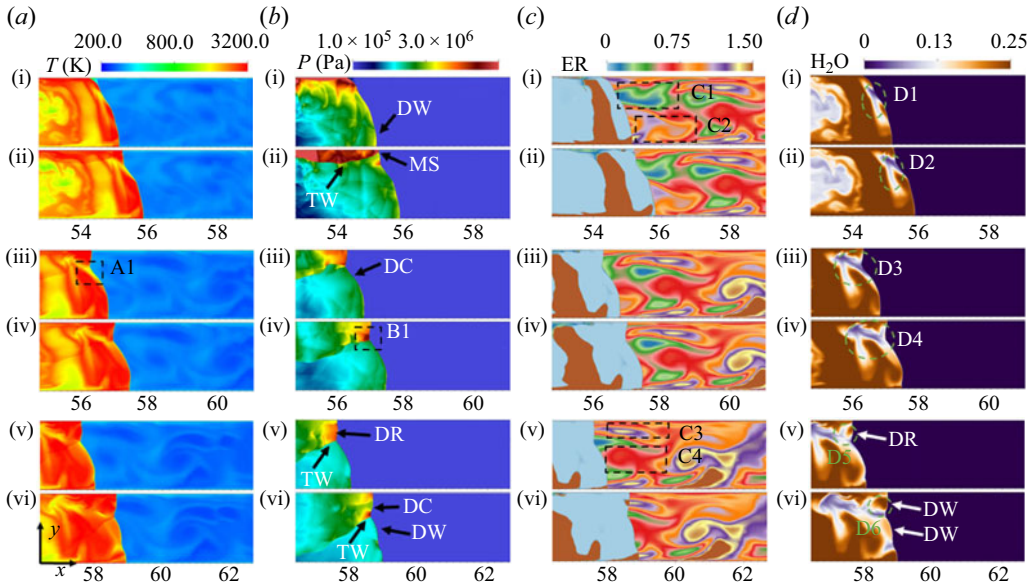 (a) (b) (c) (d)
200.0 800.0 3200.0 1.0 × 10⁵ 3.0 × 10⁶ 0 0.75 1.50 0 0.13 0.25
T (K) P (Pa) ER H₂O
(i) (i) DW (i) C1 C2 (i) D1
(ii) (ii) MS TW (ii) (ii) D2
54 56 58 54 56 58 54 56 58 54 56 58
(iii) A1 (iii) DC (iii) (iii) D3
(iv) (iv) B1 (iv) (iv) D4
56 58 60 56 58 60 56 58 60 56 58 60
(v) (v) DR TW (v) C3 C4 (v) DR D5
(vi) y x (vi) DC DW TW (vi) (vi) DW D6 DW
58 60 62 58 60 62 58 60 62 58 60 62